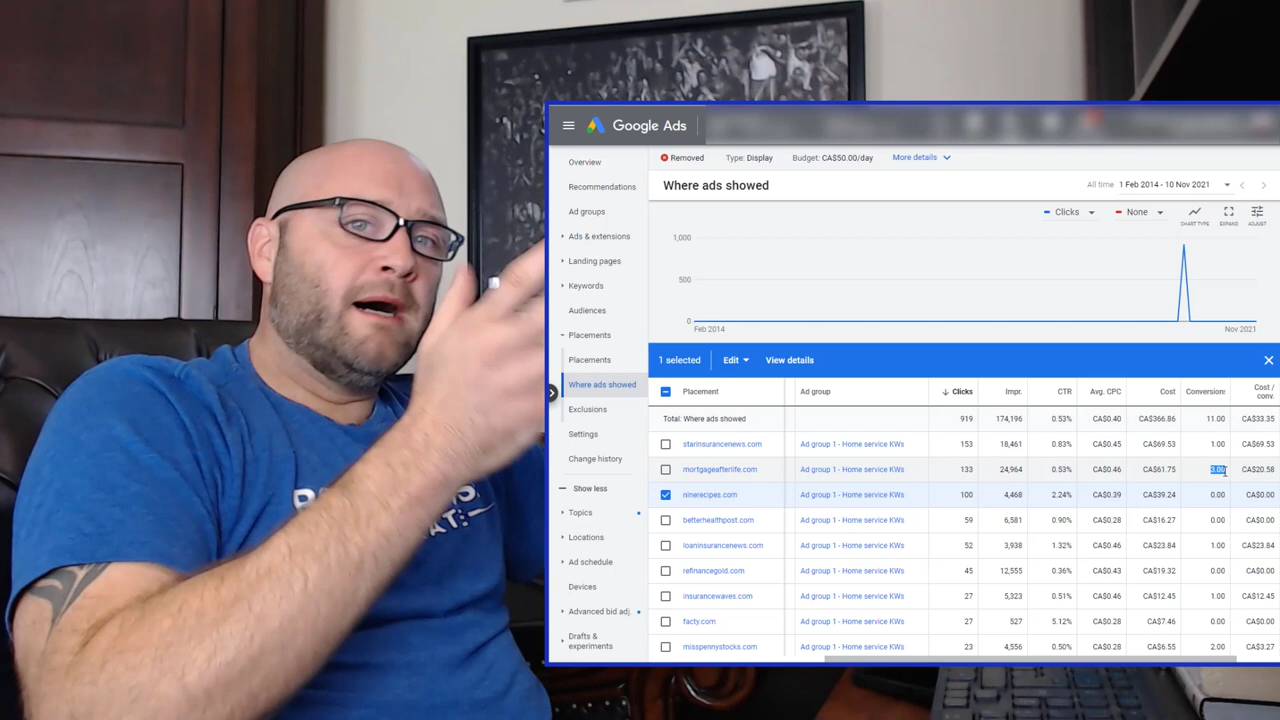 Google Ads
Overview
Recommendations
Ad groups
Ads & extensions
Landing pages
Keywords
Audiences
Placements
Placements
Where ads showed
Exclusions
Settings
Change history
Show less
Topics
Locations
Ad schedule
Devices
Advanced bid adj.
Drafts &
experiments
Removed Type: Display Budget: CA$50.00/day More details
Where ads showed All time 1 Feb 2014 - 10 Nov 2021
Clicks None CHART TYPE EXPAND ADJUST
1,000
500
0
Feb 2014 Nov 2021
1 selected Edit View details
Placement Ad group Clicks Impr. CTR Avg. CPC Cost Conversions Cost / conv.
Total: Where ads showed 919 174,196 0.53% CA$0.40 CA$366.86 11.00 CA$33.35
starinsurancenews.com Ad group 1 - Home service KWs 153 18,461 0.83% CA$0.45 CA$69.53 1.00 CA$69.53
mortgageafterlife.com Ad group 1 - Home service KWs 133 24,964 0.53% CA$0.46 CA$61.75 3.00 CA$20.58
ninerecipes.com Ad group 1 - Home service KWs 100 4,468 2.24% CA$0.39 CA$39.24 0.00 CA$0.00
betterhealthpost.com Ad group 1 - Home service KWs 59 6,581 0.90% CA$0.28 CA$16.27 0.00 CA$0.00
loaninsurancenews.com Ad group 1 - Home service KWs 52 3,938 1.32% CA$0.46 CA$23.84 1.00 CA$23.84
refinancegold.com Ad group 1 - Home service KWs 45 12,555 0.36% CA$0.43 CA$19.32 0.00 CA$0.00
insurancewaves.com Ad group 1 - Home service KWs 27 5,323 0.51% CA$0.46 CA$12.45 1.00 CA$12.45
facty.com Ad group 1 - Home service KWs 27 527 5.12% CA$0.28 CA$7.46 0.00 CA$0.00
misspennystocks.com Ad group 1 - Home service KWs 23 4,556 0.50% CA$0.28 CA$6.55 2.00 CA$3.27